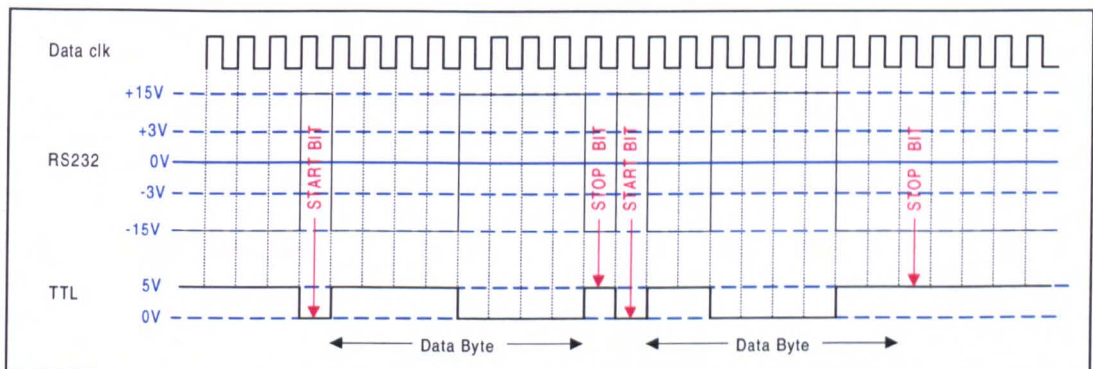 Data clk
+15V
+3V
RS232
0V
-3V
-15V
START BIT
STOP BIT
START BIT
STOP BIT
5V
TTL
0V
Data Byte
Data Byte